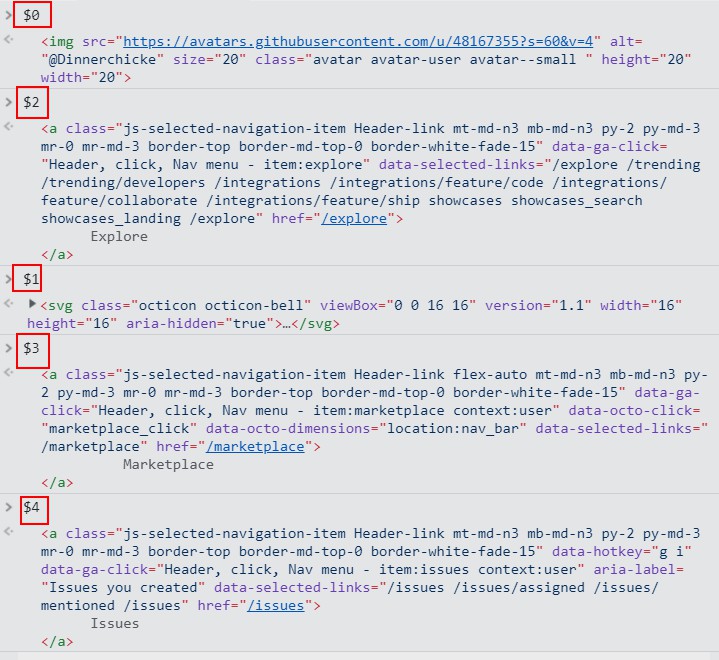 $0
<img src="https://avatars.githubusercontent.com/u/48167355?s=60&v=4" alt=
"@Dinnerchicke" size="20" class="avatar avatar-user avatar--small " height="20"
width="20">
$2
<a class="js-selected-navigation-item Header-link mt-md-n3 mb-md-n3 py-2 py-md-3
mr-0 mr-md-3 border-top border-md-top-0 border-white-fade-15" data-ga-click=
"Header, click, Nav menu - item:explore" data-selected-links="/explore /trending
/trending/developers /integrations /integrations/feature/code /integrations/
feature/collaborate /integrations/feature/ship showcases showcases_search
showcases_landing /explore" href="/explore">
Explore
</a>
$1
<svg class="octicon octicon-bell" viewBox="0 0 16 16" version="1.1" width="16"
height="16" aria-hidden="true">…</svg>
$3
<a class="js-selected-navigation-item Header-link flex-auto mt-md-n3 mb-md-n3 py-
2 py-md-3 mr-0 mr-md-3 border-top border-md-top-0 border-white-fade-15" data-ga-
click="Header, click, Nav menu - item:marketplace context:user" data-octo-click=
"marketplace_click" data-octo-dimensions="location:nav_bar" data-selected-links="
/marketplace" href="/marketplace">
Marketplace
</a>
$4
<a class="js-selected-navigation-item Header-link mt-md-n3 mb-md-n3 py-2 py-md-3
mr-0 mr-md-3 border-top border-md-top-0 border-white-fade-15" data-hotkey="g i"
data-ga-click="Header, click, Nav menu - item:issues context:user" aria-label=
"Issues you created" data-selected-links="/issues /issues/assigned /issues/
mentioned /issues" href="/issues">
Issues
</a>